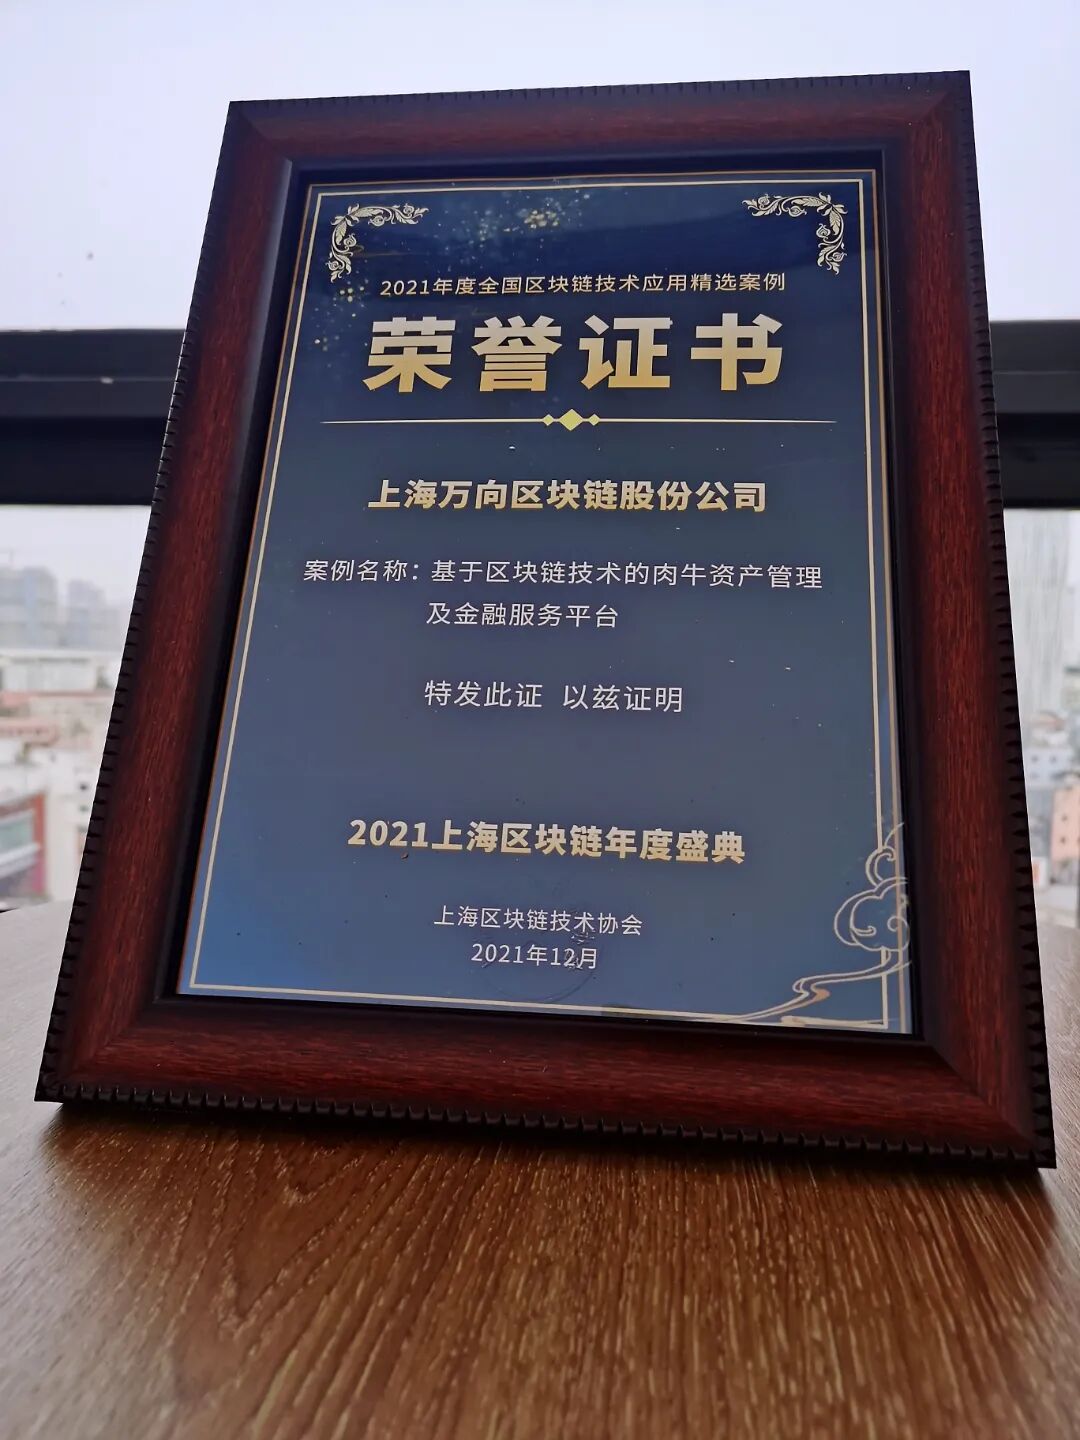 2021年度全国区块链技术应用精选案例
荣誉证书
上海万向区块链股份公司
案例名称：基于区块链技术的肉牛资产管理
及金融服务平台
特发此证 以兹证明
2021上海区块链年度盛典
上海区块链技术协会
2021年12月